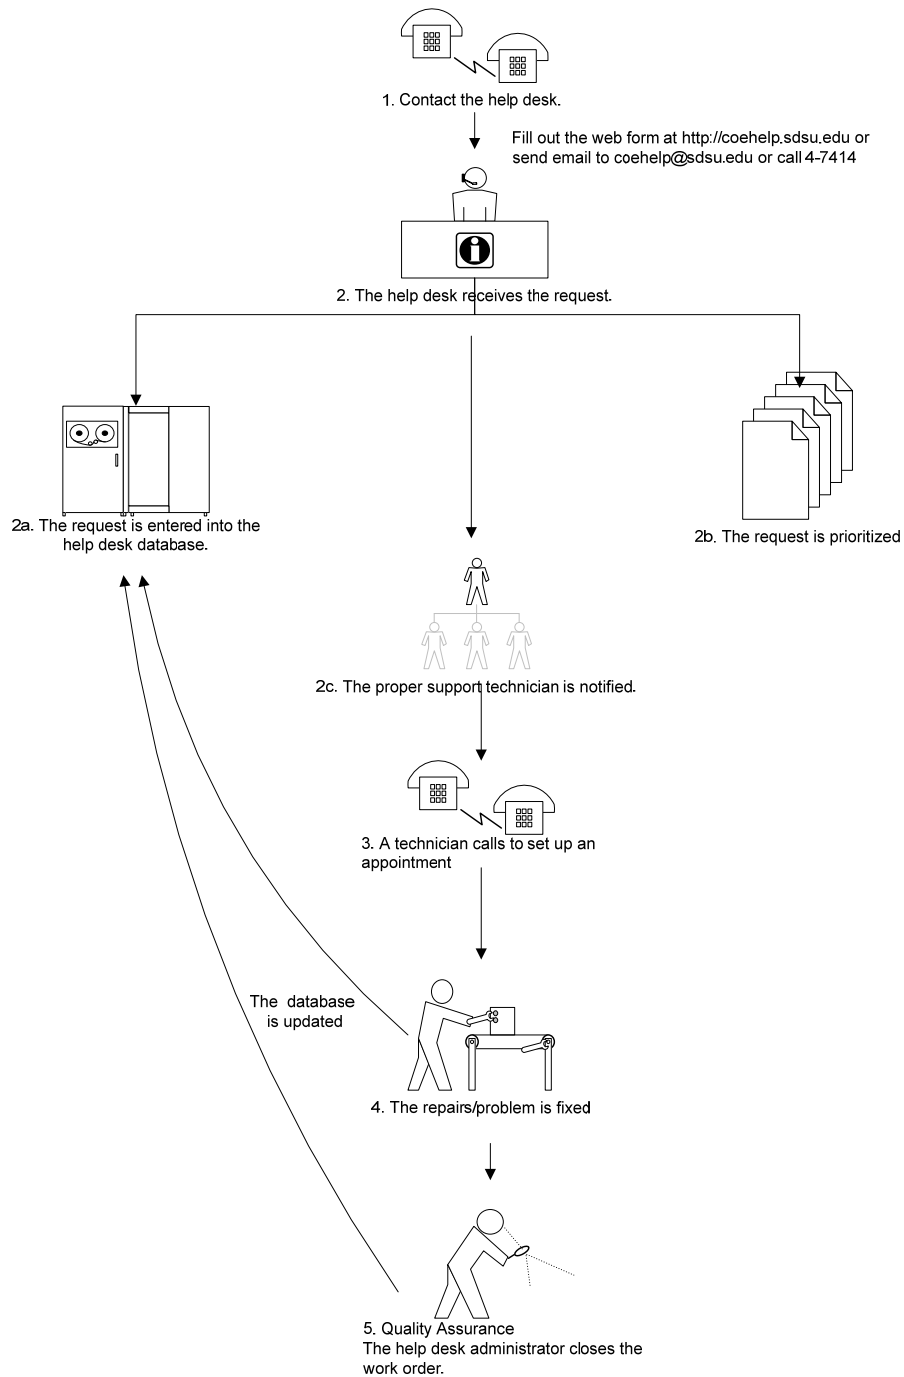 1. Contact the help desk.
Fill out the web form at http://coehelp.sdsu.edu or
send email to coehelp@sdsu.edu or call 4-7414
2. The help desk receives the request.
2a. The request is entered into the
help desk database.
2b. The request is prioritized
2c. The proper support technician is notified.
3. A technician calls to set up an
appointment
The database
is updated
4. The repairs/problem is fixed
5. Quality Assurance
The help desk administrator closes the
work order.